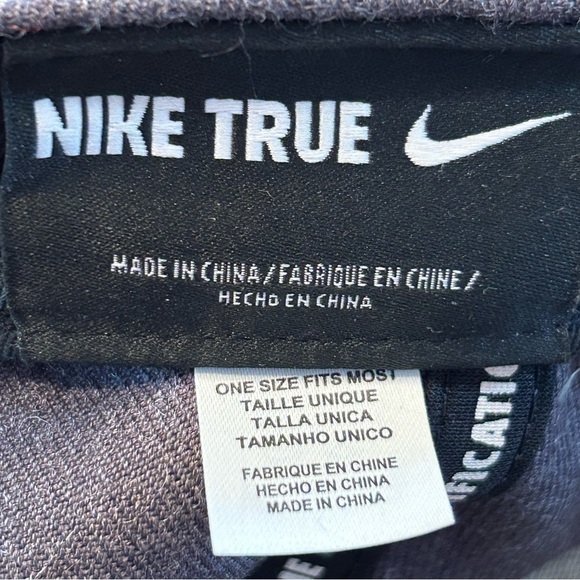 NIKE TRUE
MADE IN CHINA/FABRIQUE EN CHINE/
HECHO EN CHINA
ONE SIZE FITS MOST
TAILLE UNIQUE
TALLA UNICA
TAMANHO UNICO
FABRIQUE EN CHINE
HECHO EN CHINA
MADE IN CHINA